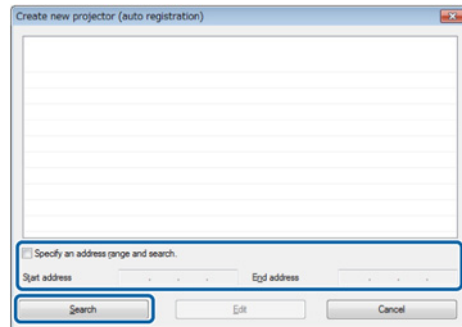 Create new projector (auto registration)
Specify an address range and search.
Start address . . . End address . . .
Search Edit Cancel